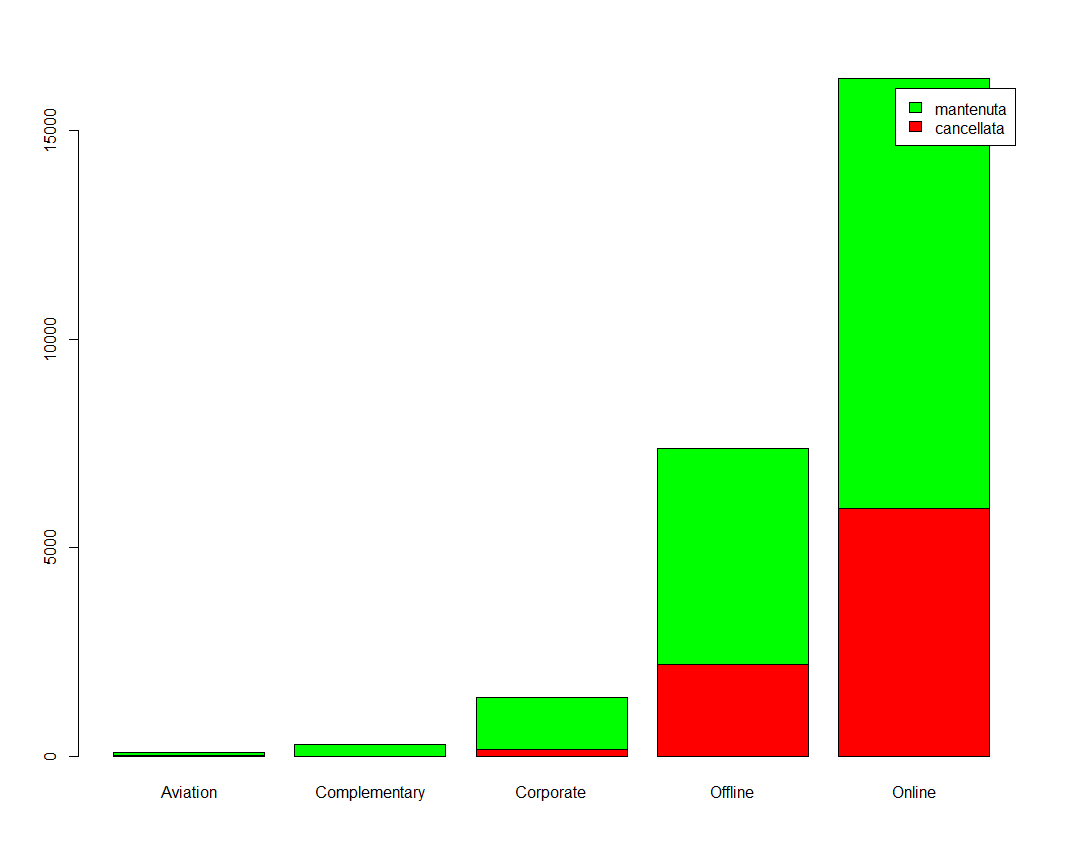 15000
10000
5000
0
mantenuta
cancellata
Aviation
Complementary
Corporate
Offline
Online